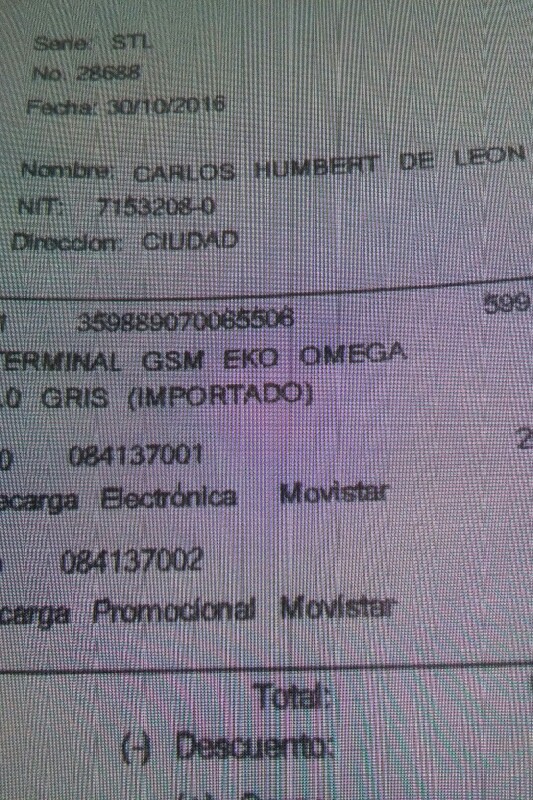 Serie: STL
No. 28688
Fecha: 30/10/2016
Nombre: CARLOS HUMBERT DE LEON
NIT: 7153208-0
Direccion: CIUDAD
1 359889070065506 599
TERMINAL GSM EKO OMEGA
.0 GRIS (IMPORTADO)
0 084137001 2
ecarga Electrónica Movistar
084137002
carga Promocional Movistar
Total:
(-) Descuento: